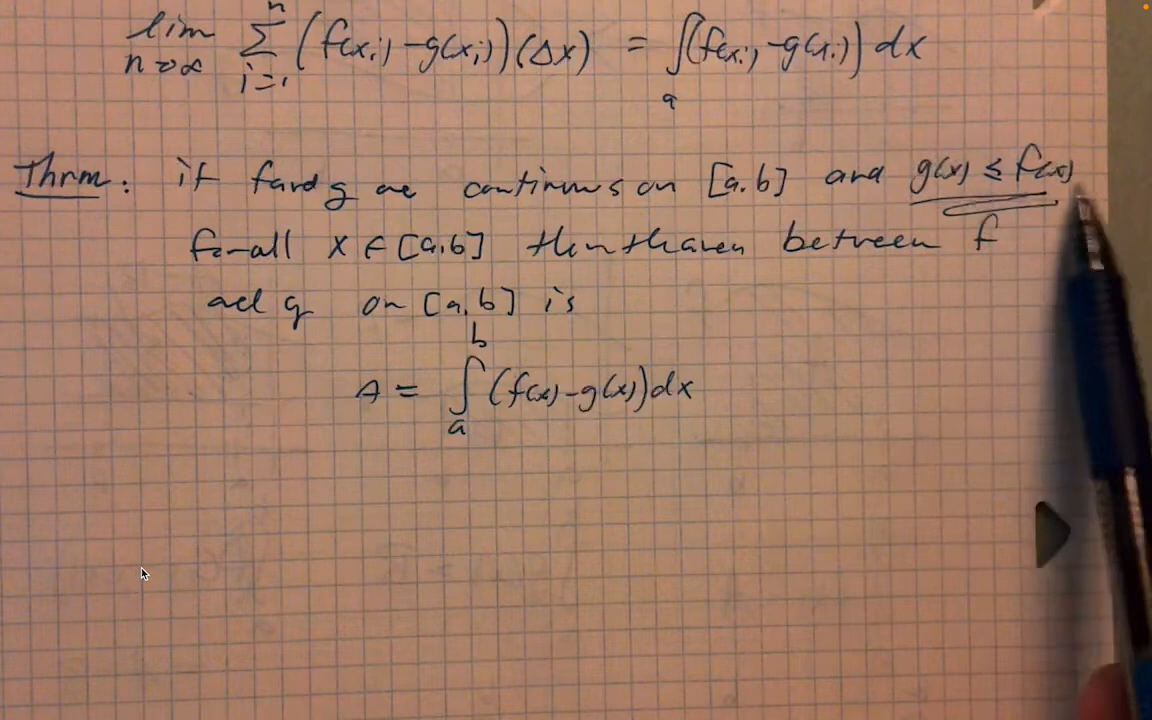 lim n→∞ n Σ i=1 (f(xi) - g(xi)) (Δx) = ∫ a (f(xi) - g(xi)) dx
Thrm: if f and g are continuous on [a,b] and g(x) ≤ f(x)
for all x ∈ [a,b] then the area between f
and g on [a,b] is
A = ∫ a b (f(x) - g(x)) dx